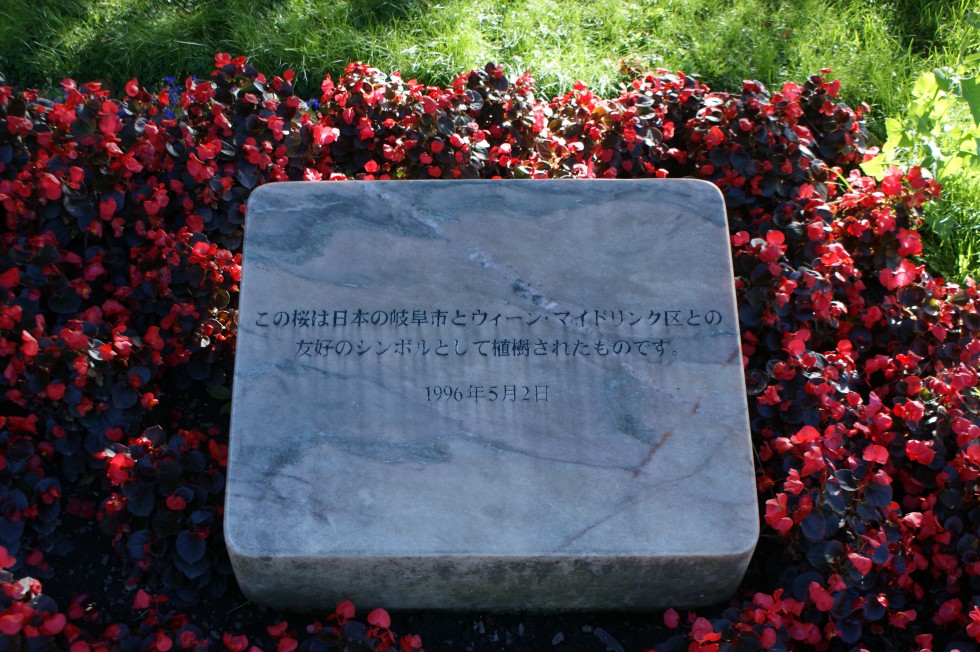 この桜は日本の岐阜市とウィーン・マイドリンク区との
友好のシンボルとして植樹されたものです。
1996年5月2日